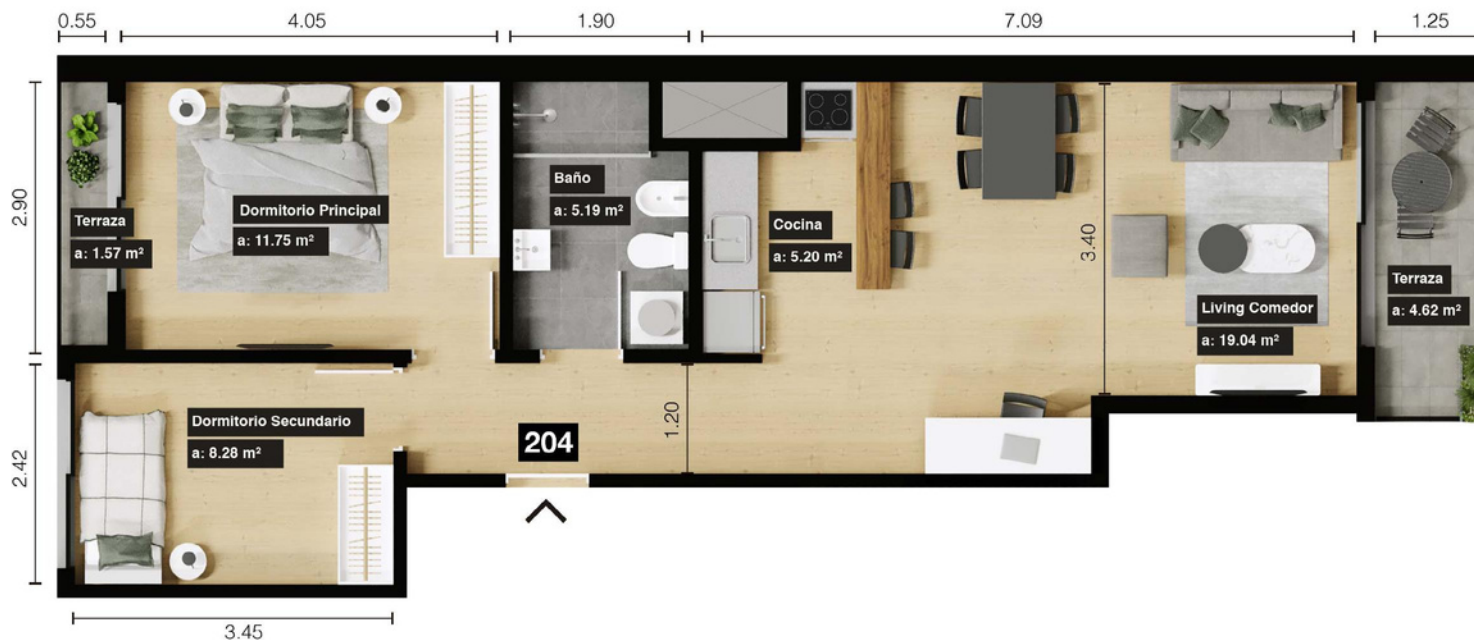 0.55
4.05
1.90
7.09
1.25
2.90
Terraza
a: 1.57 m²
Dormitorio Principal
a: 11.75 m²
Baño
a: 5.19 m²
Cocina
a: 5.20 m²
3.40
Living Comedor
a: 19.04 m²
Terraza
a: 4.62 m²
2.42
Dormitorio Secundario
a: 8.28 m²
204
1.20
3.45